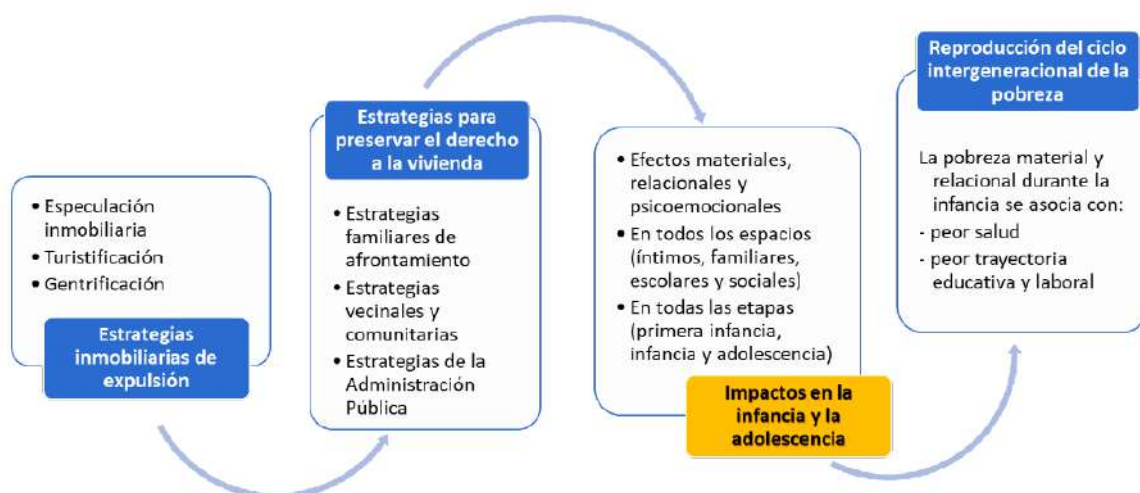 • Especulación
inmobiliaria
• Turistificación
• Gentrificación
Estrategias
inmobiliarias de
expulsión
Estrategias para
preservar el derecho
a la vivienda
• Estrategias
familiares de
afrontamiento
• Estrategias
vecinales y
comunitarias
• Estrategias de la
Administración
Pública
• Efectos materiales,
relacionales y
psicoemocionales
• En todos los espacios
(íntimos, familiares,
escolares y sociales)
• En todas las etapas
(primera infancia,
infancia y adolescencia)
Impactos en la
infancia y la
adolescencia
Reproducción del ciclo
intergeneracional de la
pobreza
La pobreza material y
relacional durante la
infancia se asocia con:
- peor salud
- peor trayectoria
educativa y laboral